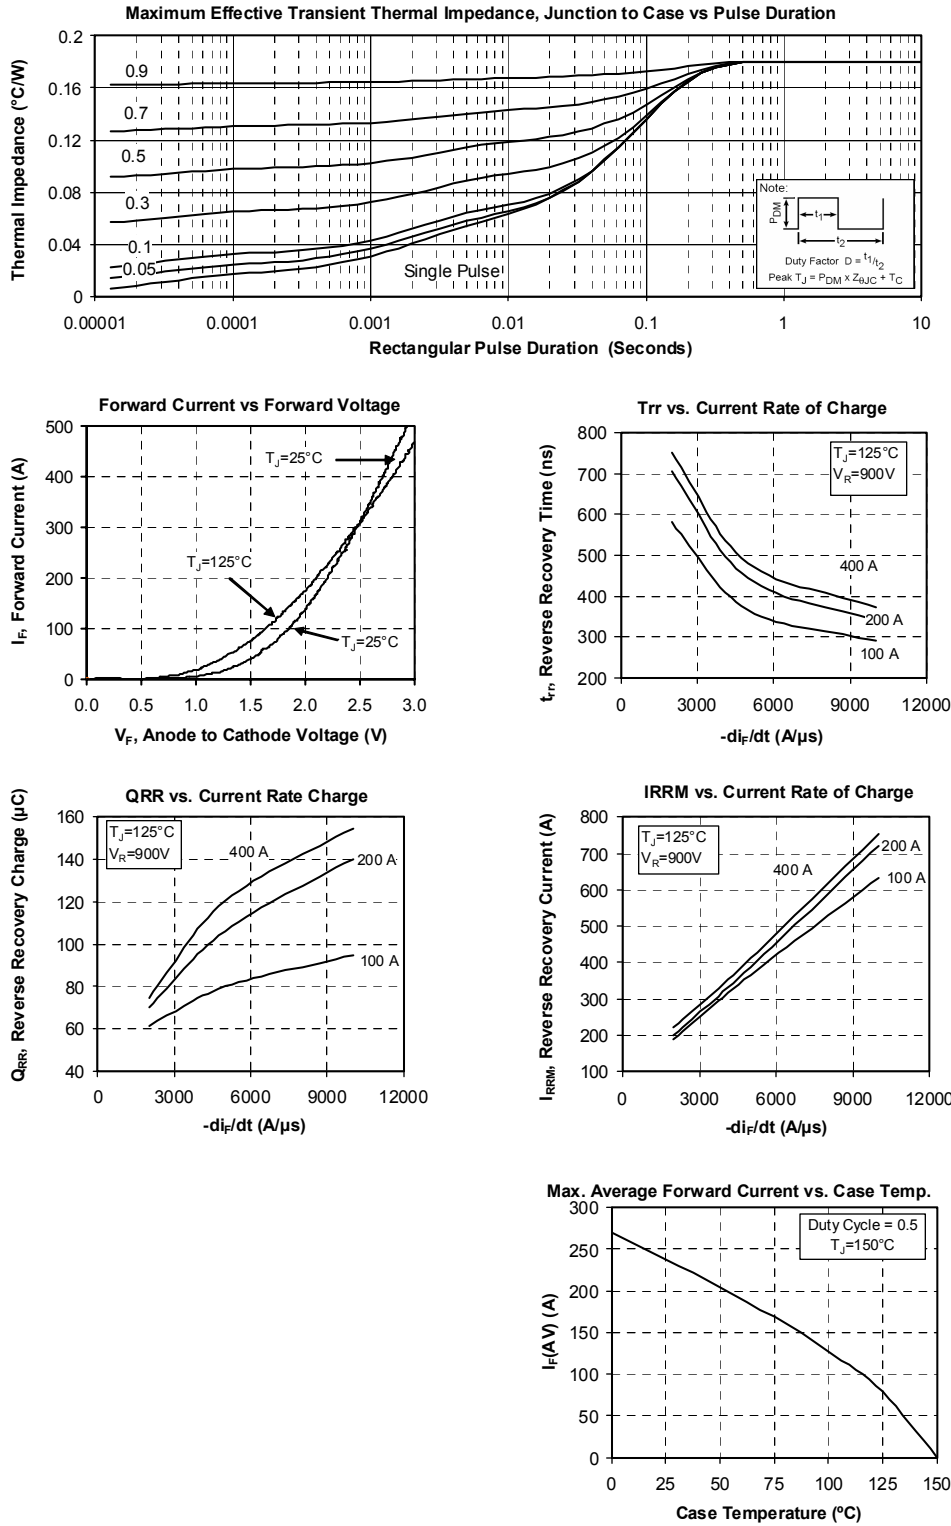 Maximum Effective Transient Thermal Impedance, Junction to Case vs Pulse Duration
Thermal Impedance (°C/W)
0.2
0.16
0.12
0.08
0.04
0
0.9
0.7
0.5
0.3
0.1
0.05
Single Pulse
Note:
PDM
t1
t2
Duty Factor D = t1/t2
Peak TJ = PDM x ZθJC + TC
0.00001 0.0001 0.001 0.01 0.1 1 10
Rectangular Pulse Duration (Seconds)
Forward Current vs Forward Voltage
IF, Forward Current (A)
500
400
300
200
100
0
TJ=25°C
TJ=125°C
TJ=25°C
0.0 0.5 1.0 1.5 2.0 2.5 3.0
VF, Anode to Cathode Voltage (V)
Trr vs. Current Rate of Charge
trr, Reverse Recovery Time (ns)
800
700
600
500
400
300
200
TJ=125°C
VR=900V
400 A
200 A
100 A
0 3000 6000 9000 12000
-diF/dt (A/µs)
QRR vs. Current Rate Charge
QRR, Reverse Recovery Charge (µC)
160
140
120
100
80
60
40
TJ=125°C
VR=900V
400 A
200 A
100 A
0 3000 6000 9000 12000
-diF/dt (A/µs)
IRRM vs. Current Rate of Charge
IRRM, Reverse Recovery Current (A)
800
700
600
500
400
300
200
100
TJ=125°C
VR=900V
400 A
200 A
100 A
0 3000 6000 9000 12000
-diF/dt (A/µs)
Max. Average Forward Current vs. Case Temp.
IF(AV) (A)
300
250
200
150
100
50
0
Duty Cycle = 0.5
TJ=150°C
0 25 50 75 100 125 150
Case Temperature (ºC)